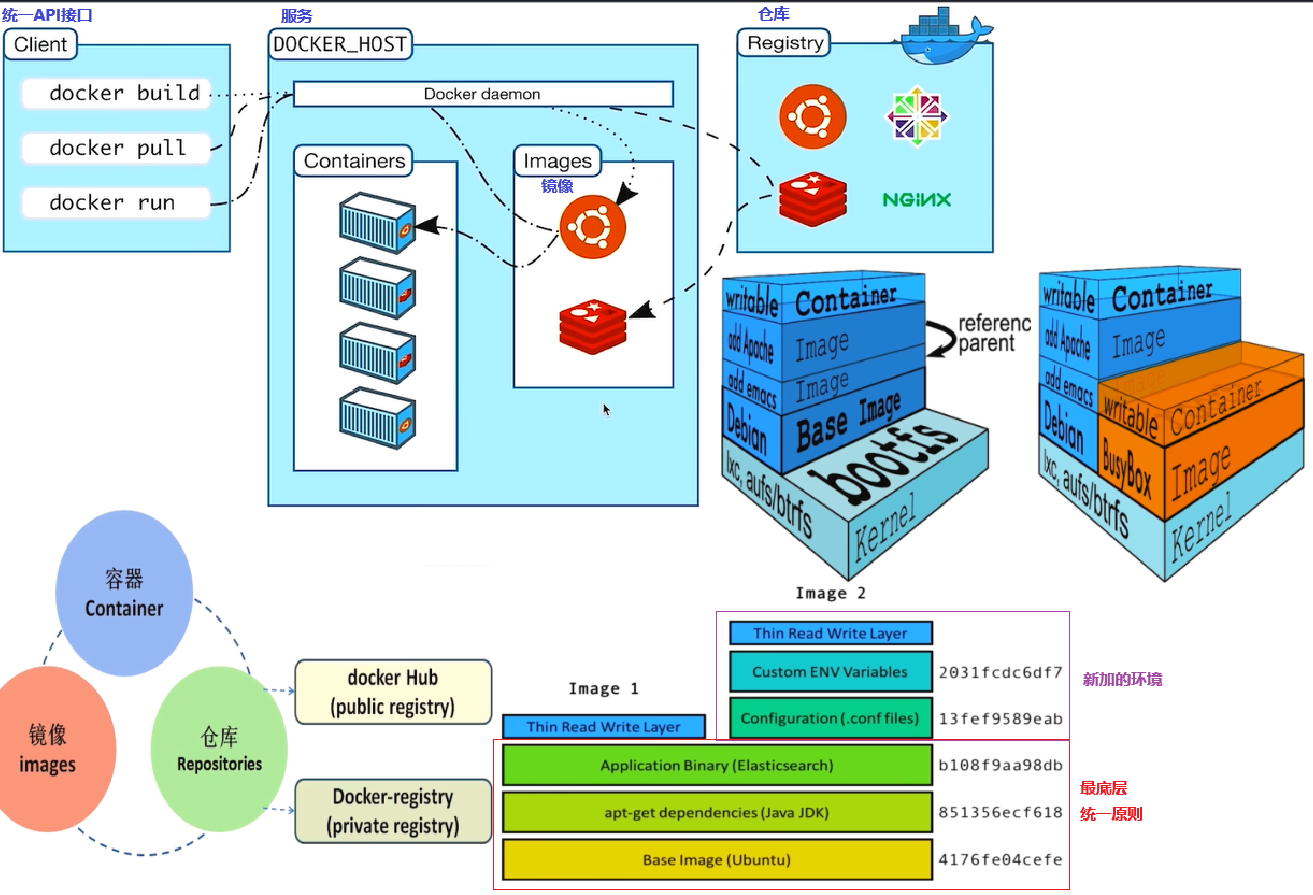 统一API接口
服务
仓库
Client
DOCKER_HOST
Registry
docker build
docker pull
docker run
Docker daemon
Containers
Images
镜像
NGINX
writable Container
add Apache Image
add emacs Image
Debian Base Image
lxc, aufs/btrfs
bootfs
Kernel
referenc
parent
writable Container
add Apache Image
add emacs Image
Debian
writable Container
BusyBox Image
lxc, aufs/btrfs
Kernel
容器
Container
镜像
images
仓库
Repositories
docker Hub
(public registry)
Docker-registry
(private registry)
Image 2
Thin Read Write Layer
Custom ENV Variables 2031fcdc6df7
Configuration (.conf files) 13fef9589eab
新加的环境
Image 1
Thin Read Write Layer
Application Binary (Elasticsearch) b108f9aa98db
apt-get dependencies (Java JDK) 851356ecf618
Base Image (Ubuntu) 4176fe04cefe
最底层
统一原则